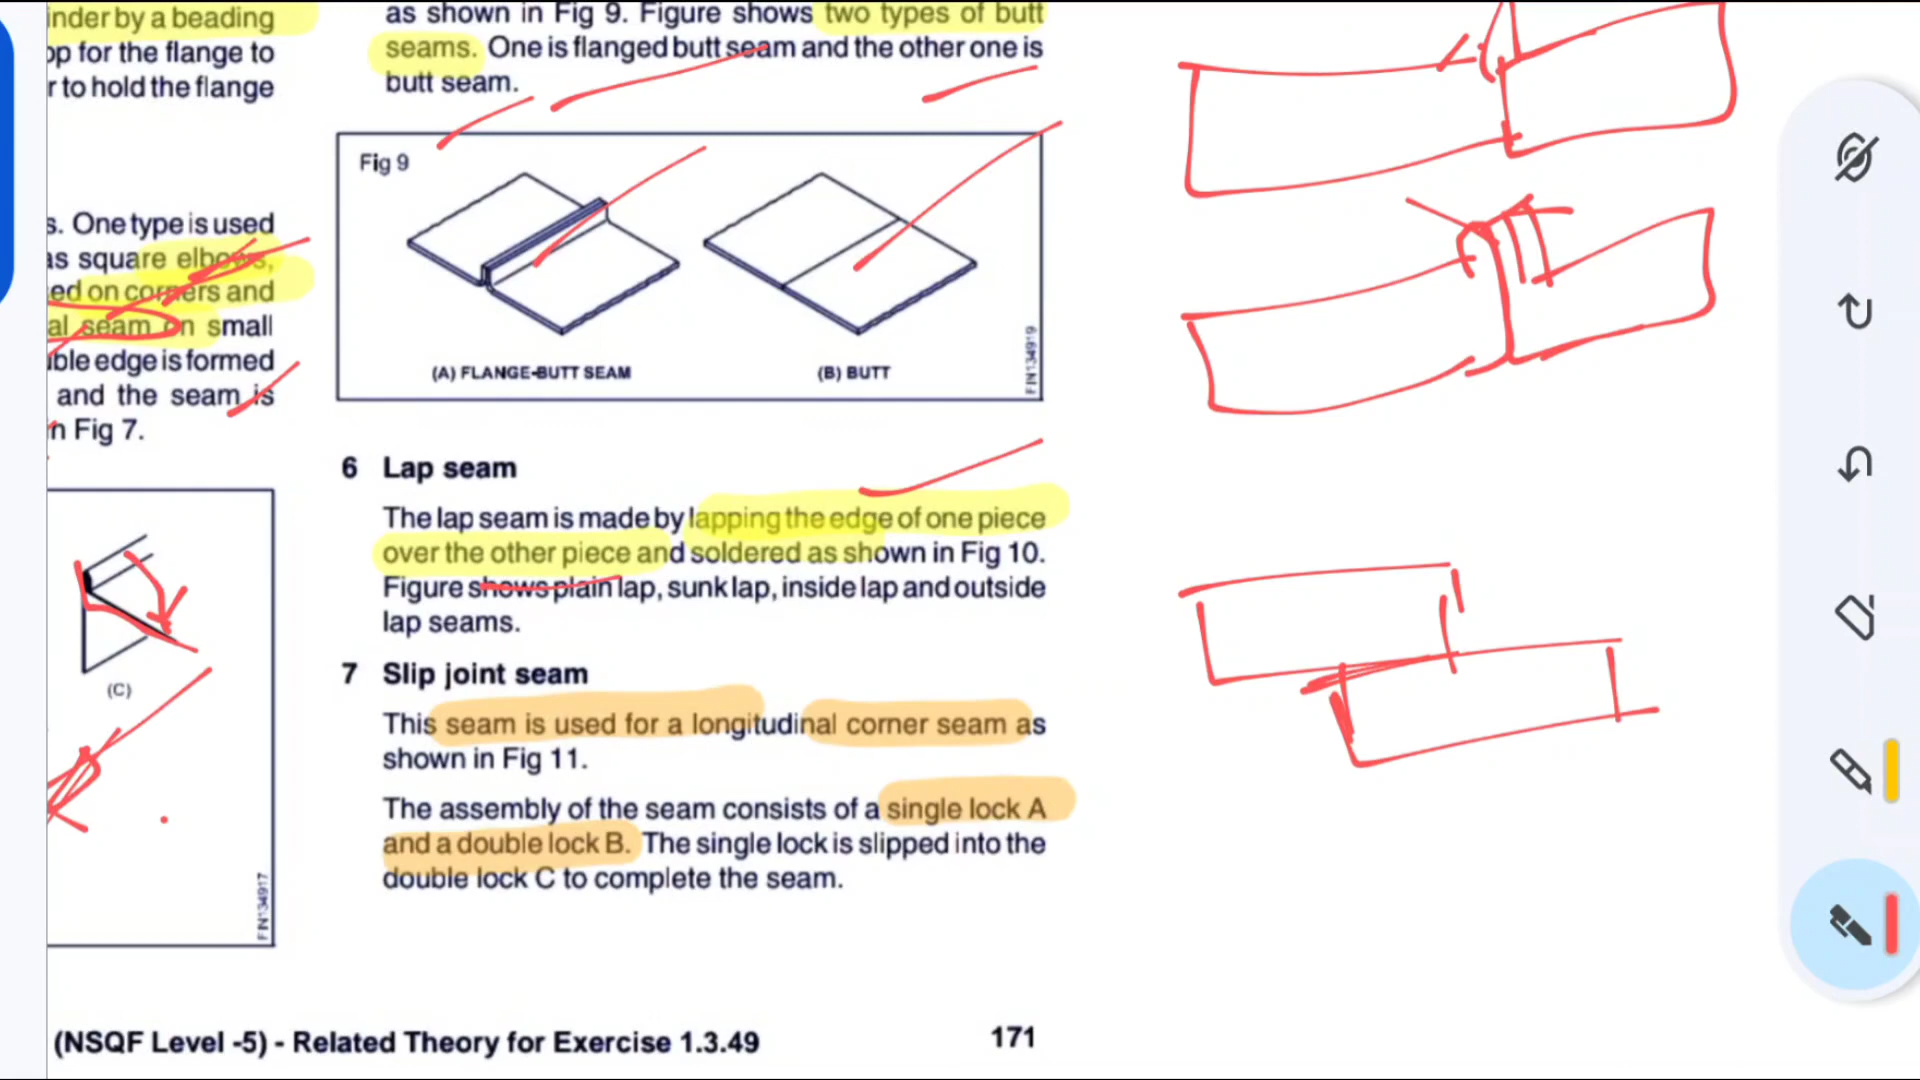 inder by a beading
op for the flange to
r to hold the flange
s. One type is used
as square elbows,
ed on corners and
al seam on small
ble edge is formed
and the seam is
n Fig 7.
(C)
FIN134917
as shown in Fig 9. Figure shows two types of butt
seams. One is flanged butt seam and the other one is
butt seam.
Fig 9
(A) FLANGE-BUTT SEAM
(B) BUTT
FIN134919
6 Lap seam
The lap seam is made by lapping the edge of one piece
over the other piece and soldered as shown in Fig 10.
Figure shows plain lap, sunk lap, inside lap and outside
lap seams.
7 Slip joint seam
This seam is used for a longitudinal corner seam as
shown in Fig 11.
The assembly of the seam consists of a single lock A
and a double lock B. The single lock is slipped into the
double lock C to complete the seam.
(NSQF Level -5) - Related Theory for Exercise 1.3.49
171